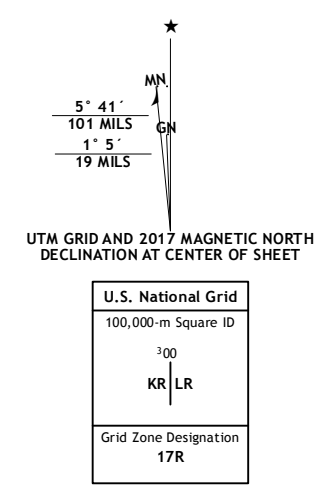 ★
MN
5° 41´
101 MILS
GN
1° 5´
19 MILS
UTM GRID AND 2017 MAGNETIC NORTH
DECLINATION AT CENTER OF SHEET
U.S. National Grid
100,000-m Square ID
³00
KR LR
Grid Zone Designation
17R